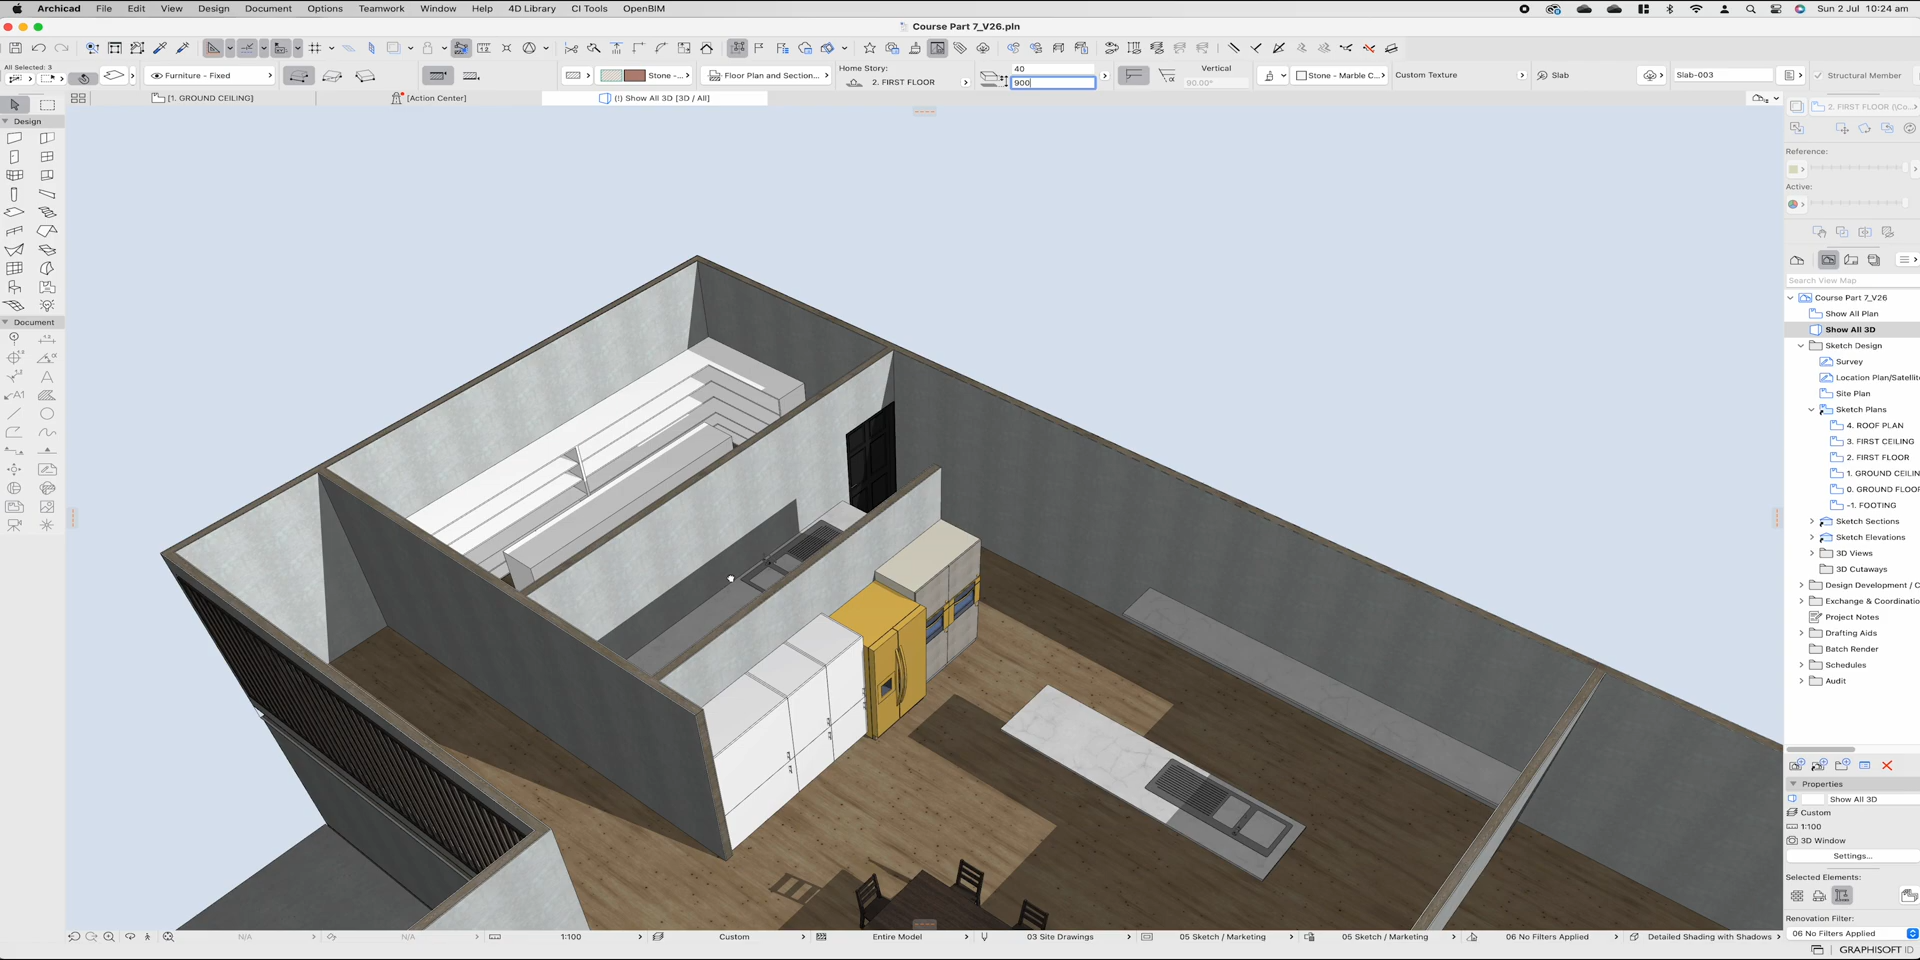 Archicad File Edit View Design Document Options Teamwork Window Help 4D Library CI Tools OpenBIM Sun 2 Jul 10:24 am
Course Part 7_V26.pln
All Selected: 3
Furniture - Fixed
Stone -...
Floor Plan and Section...
Home Story:
2. FIRST FLOOR
40
900
Vertical
90.00°
Stone - Marble C...
Custom Texture
Slab
Slab-003
Structural Member
[1. GROUND CEILING]
[Action Center]
(!) Show All 3D [3D / All]
Design
Document
A1
2. FIRST FLOOR (\Co...
Reference:
Active:
Search View Map
Course Part 7_V26
Show All Plan
Show All 3D
Sketch Design
Survey
Location Plan/Satellit
Site Plan
Sketch Plans
4. ROOF PLAN
3. FIRST CEILING
2. FIRST FLOOR
1. GROUND CEILIN
0. GROUND FLOOR
-1. FOOTING
Sketch Sections
Sketch Elevations
3D Views
3D Cutaways
Design Development / C
Exchange & Coordinatio
Project Notes
Drafting Aids
Batch Render
Schedules
Audit
Properties
Show All 3D
Custom
1:100
3D Window
Settings...
Selected Elements:
Renovation Filter:
06 No Filters Applied
N/A N/A 1:100 Custom Entire Model 03 Site Drawings 05 Sketch / Marketing 05 Sketch / Marketing 06 No Filters Applied Detailed Shading with Shadows
GRAPHISOFT ID